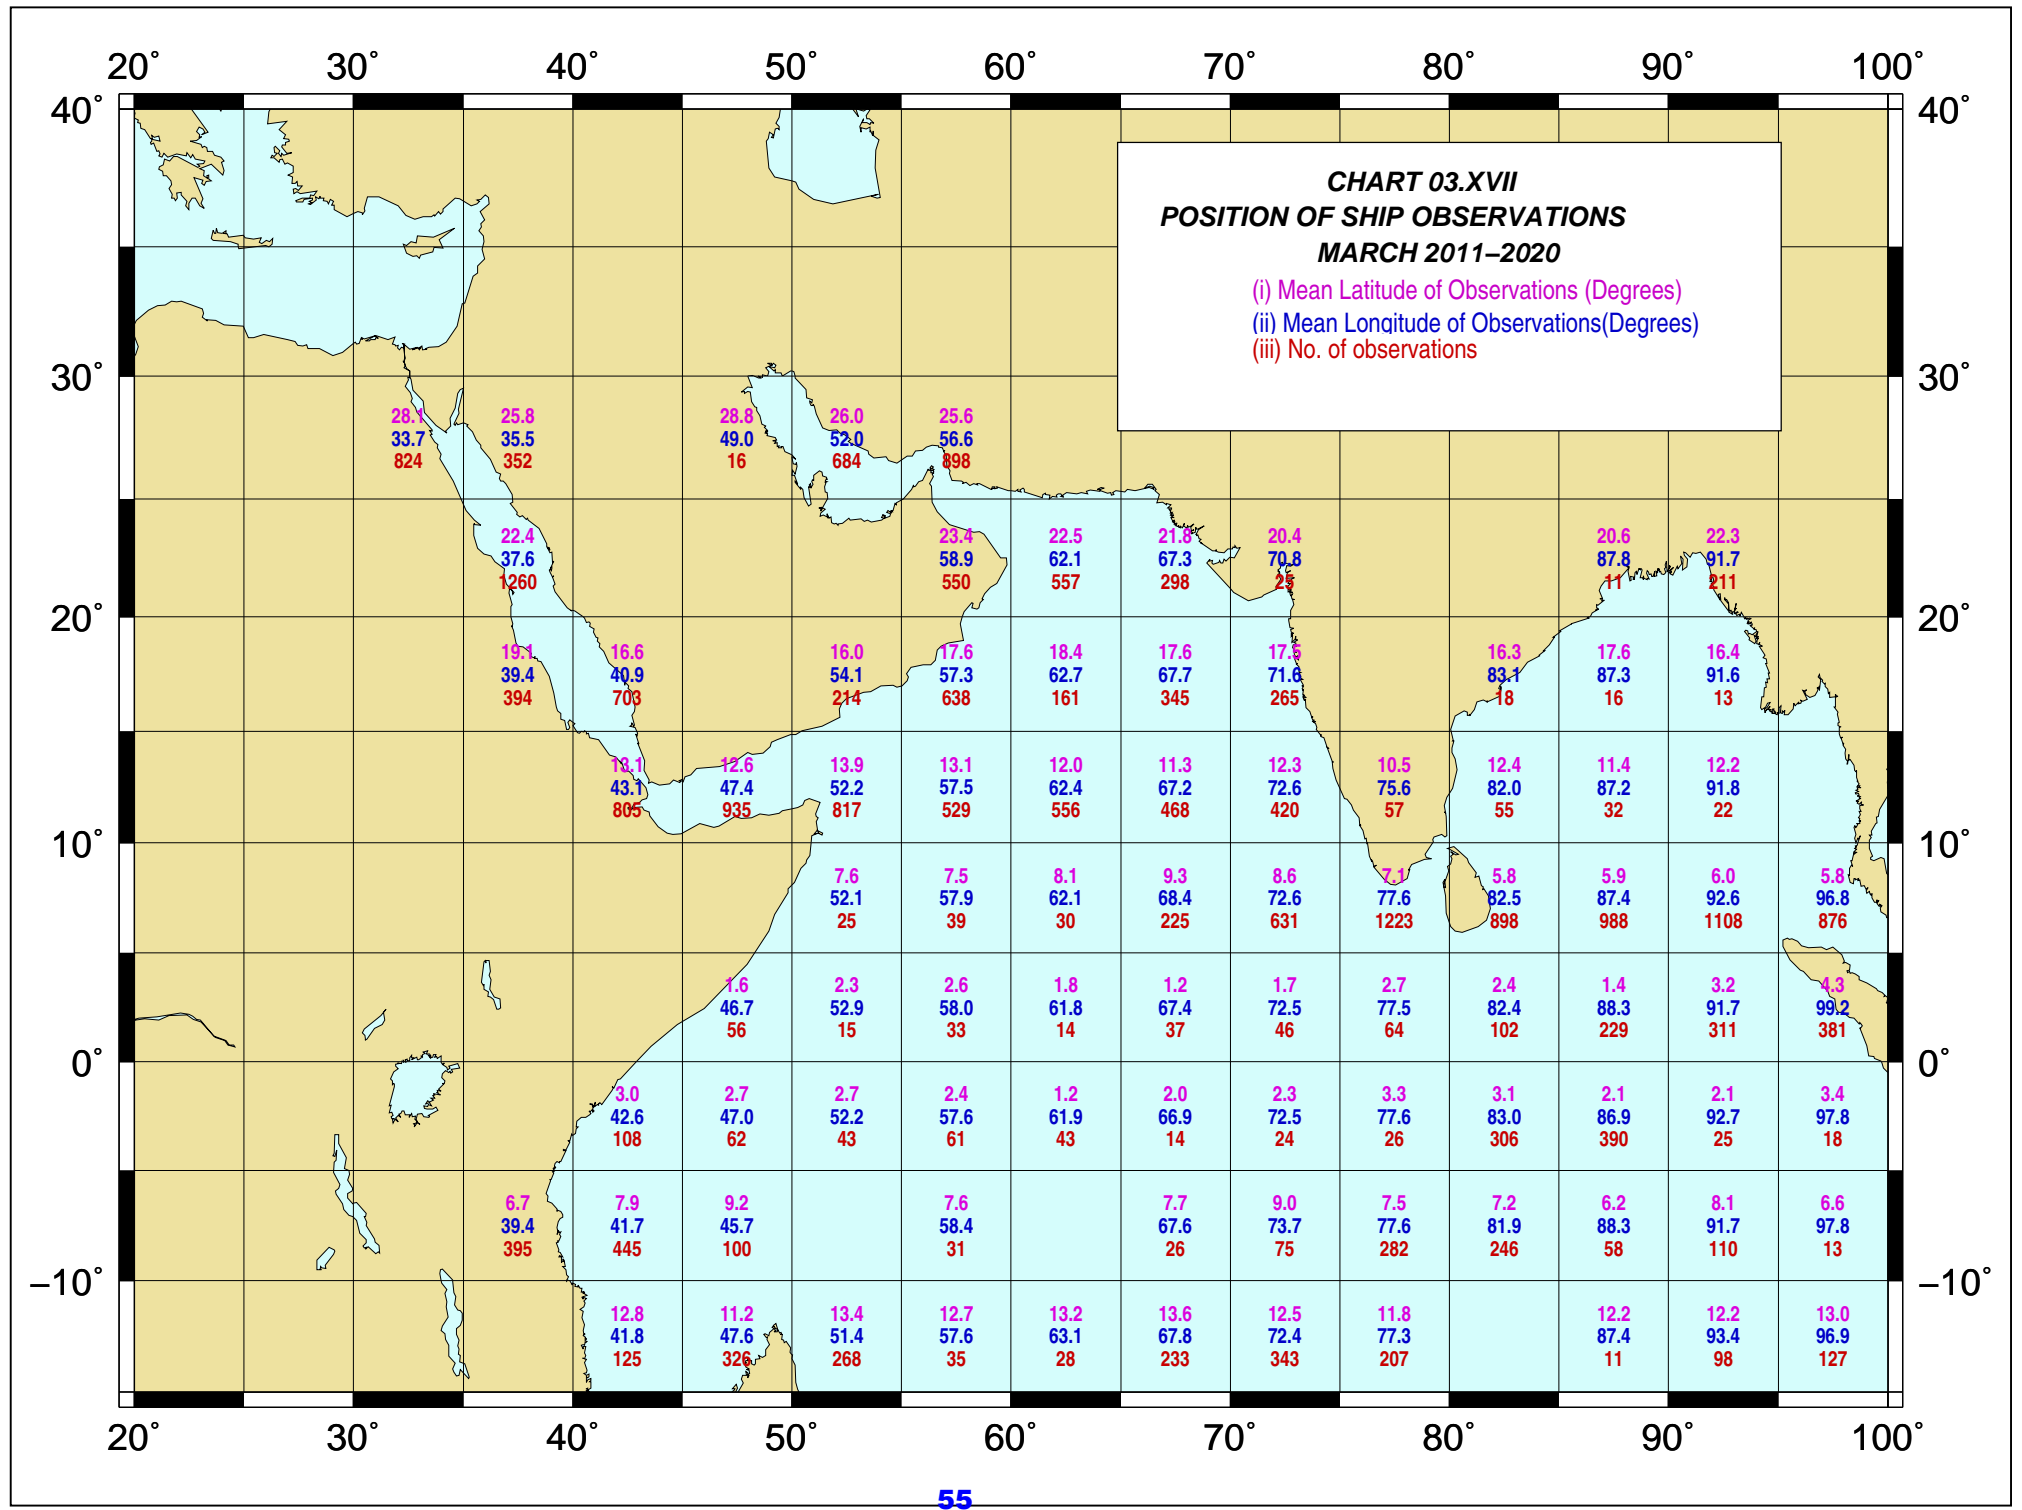 20° 30° 40° 50° 60° 70° 80° 90° 100°
40° 40°
CHART 03.XVII
POSITION OF SHIP OBSERVATIONS
MARCH 2011–2020
(i) Mean Latitude of Observations (Degrees)
(ii) Mean Longitude of Observations(Degrees)
(iii) No. of observations
30° 30°
28.1 25.8 28.8 26.0 25.6
33.7 35.5 49.0 52.0 56.6
824 352 16 684 898
22.4 23.4 22.5 21.8 20.4 20.6 22.3
37.6 58.9 62.1 67.3 70.8 87.8 91.7
1260 550 557 298 25 11 211
20° 20°
19.1 16.6 16.0 17.6 18.4 17.6 17.5 16.3 17.6 16.4
39.4 40.9 54.1 57.3 62.7 67.7 71.6 83.1 87.3 91.6
394 703 214 638 161 345 265 18 16 13
13.1 12.6 13.9 13.1 12.0 11.3 12.3 10.5 12.4 11.4 12.2
43.1 47.4 52.2 57.5 62.4 67.2 72.6 75.6 82.0 87.2 91.8
805 935 817 529 556 468 420 57 55 32 22
10° 10°
7.6 7.5 8.1 9.3 8.6 7.1 5.8 5.9 6.0 5.8
52.1 57.9 62.1 68.4 72.6 77.6 82.5 87.4 92.6 96.8
25 39 30 225 631 1223 898 988 1108 876
1.6 2.3 2.6 1.8 1.2 1.7 2.7 2.4 1.4 3.2 4.3
46.7 52.9 58.0 61.8 67.4 72.5 77.5 82.4 88.3 91.7 99.2
56 15 33 14 37 46 64 102 229 311 381
0° 0°
3.0 2.7 2.7 2.4 1.2 2.0 2.3 3.3 3.1 2.1 2.1 3.4
42.6 47.0 52.2 57.6 61.9 66.9 72.5 77.6 83.0 86.9 92.7 97.8
108 62 43 61 43 14 24 26 306 390 25 18
6.7 7.9 9.2 7.6 7.7 9.0 7.5 7.2 6.2 8.1 6.6
39.4 41.7 45.7 58.4 67.6 73.7 77.6 81.9 88.3 91.7 97.8
395 445 100 31 26 75 282 246 58 110 13
–10° –10°
12.8 11.2 13.4 12.7 13.2 13.6 12.5 11.8 12.2 12.2 13.0
41.8 47.6 51.4 57.6 63.1 67.8 72.4 77.3 87.4 93.4 96.9
125 326 268 35 28 233 343 207 11 98 127
20° 30° 40° 50° 60° 70° 80° 90° 100°
55